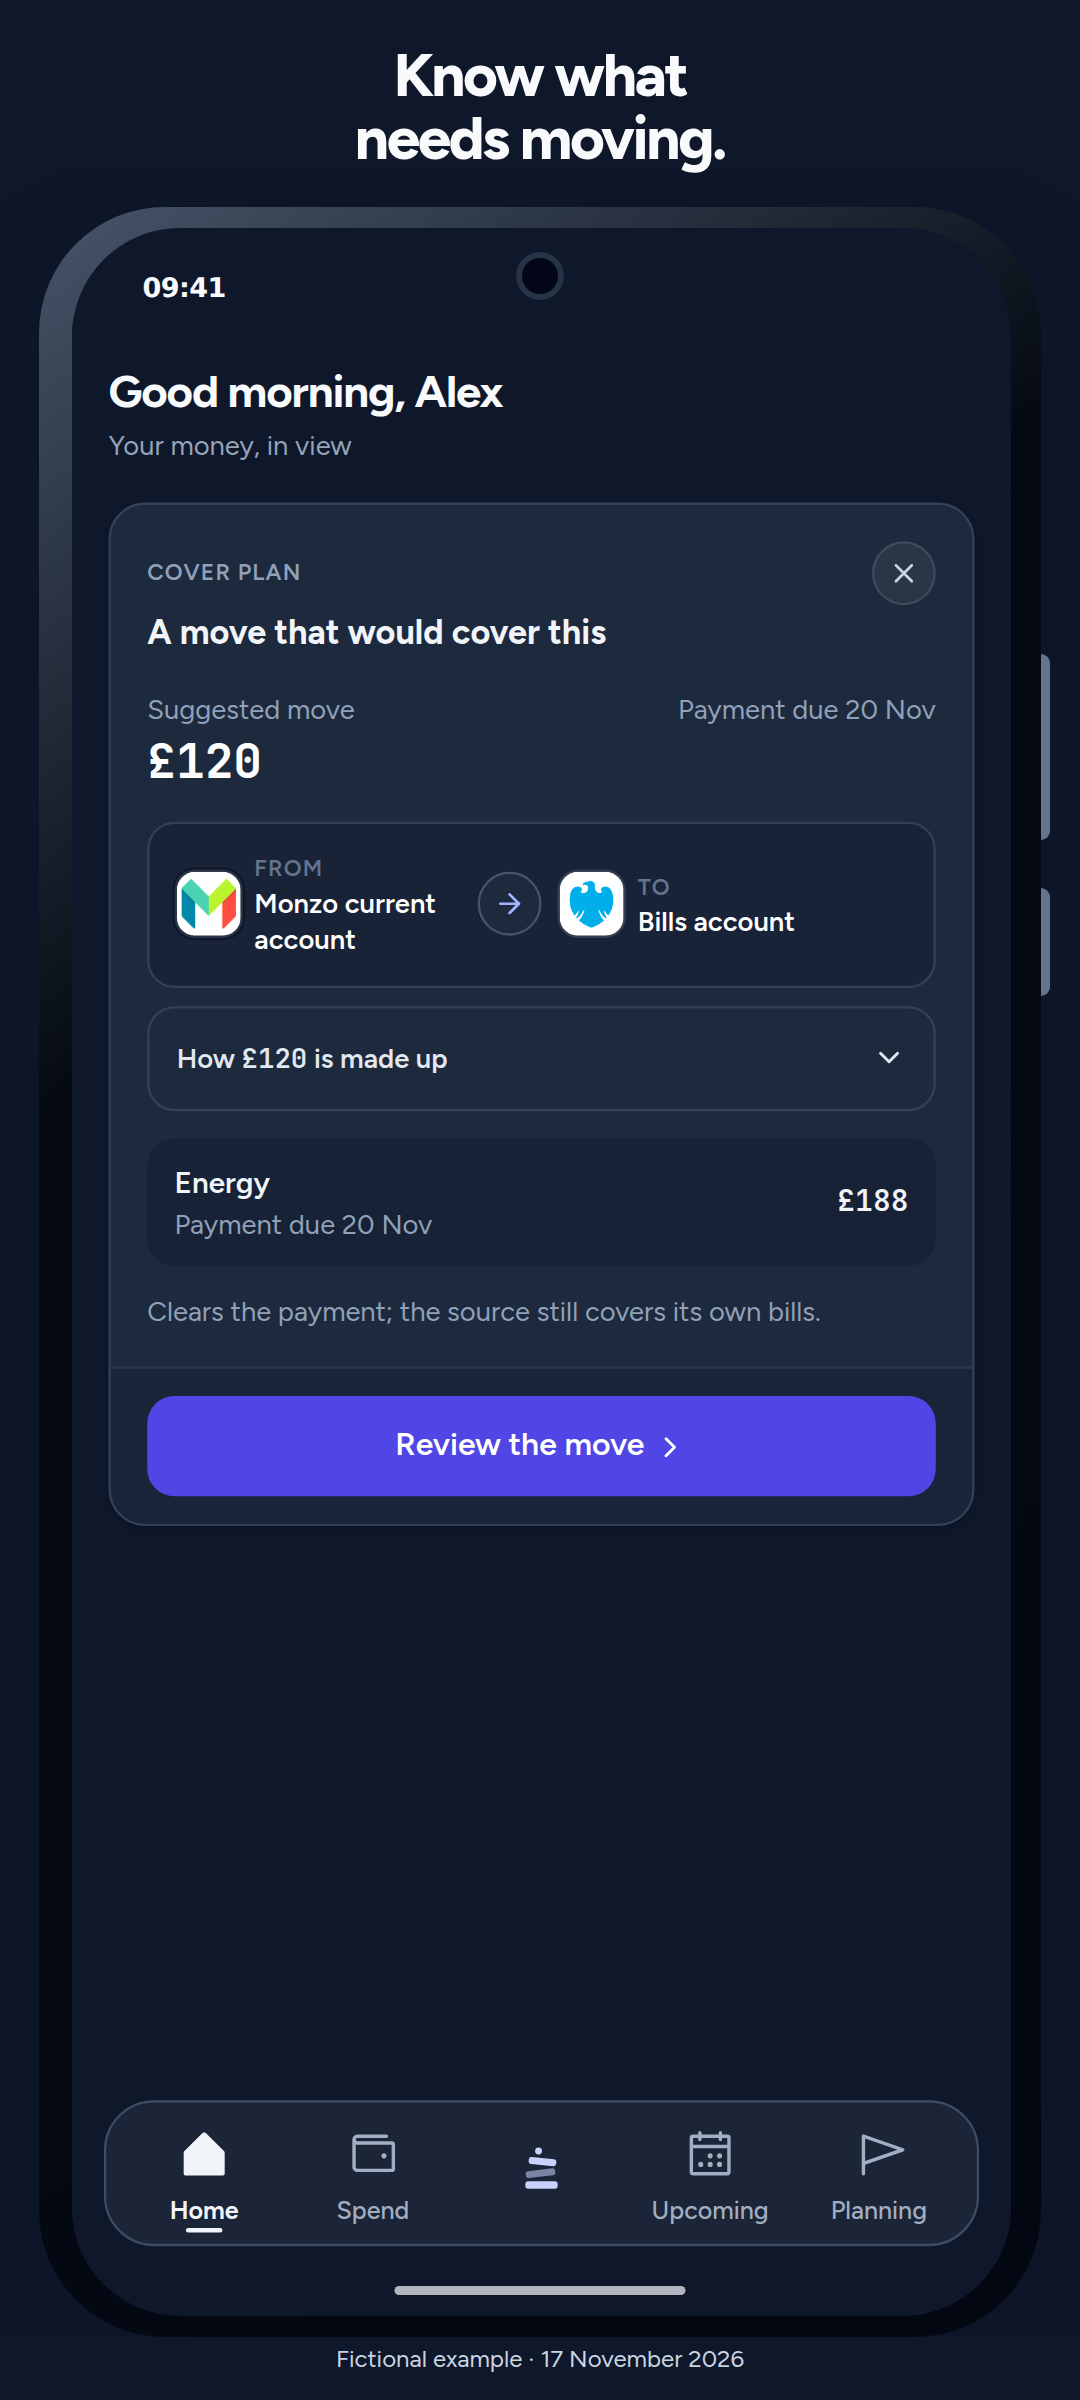 Know what
needs moving.
09:41
Good morning, Alex
Your money, in view
COVER PLAN
A move that would cover this
Suggested move
Payment due 20 Nov
£120
FROM
Monzo current
account
TO
Bills account
How £120 is made up
Energy
Payment due 20 Nov
£188
Clears the payment; the source still covers its own bills.
Review the move
Home
Spend
Upcoming
Planning
Fictional example · 17 November 2026